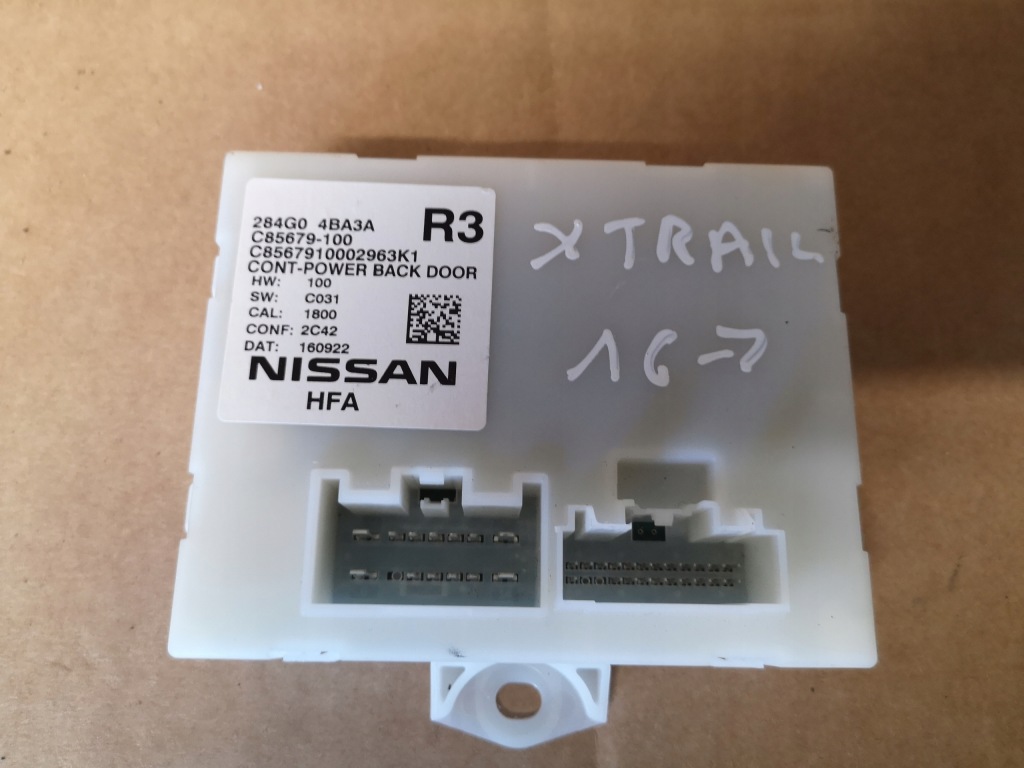 284G0 4BA3A
R3
C85679-100
C8567910002963K1
CONT-POWER BACK DOOR
HW: 100
SW: C031
CAL: 1800
CONF: 2C42
DAT: 160922
NISSAN
HFA
X TRAIL
16->